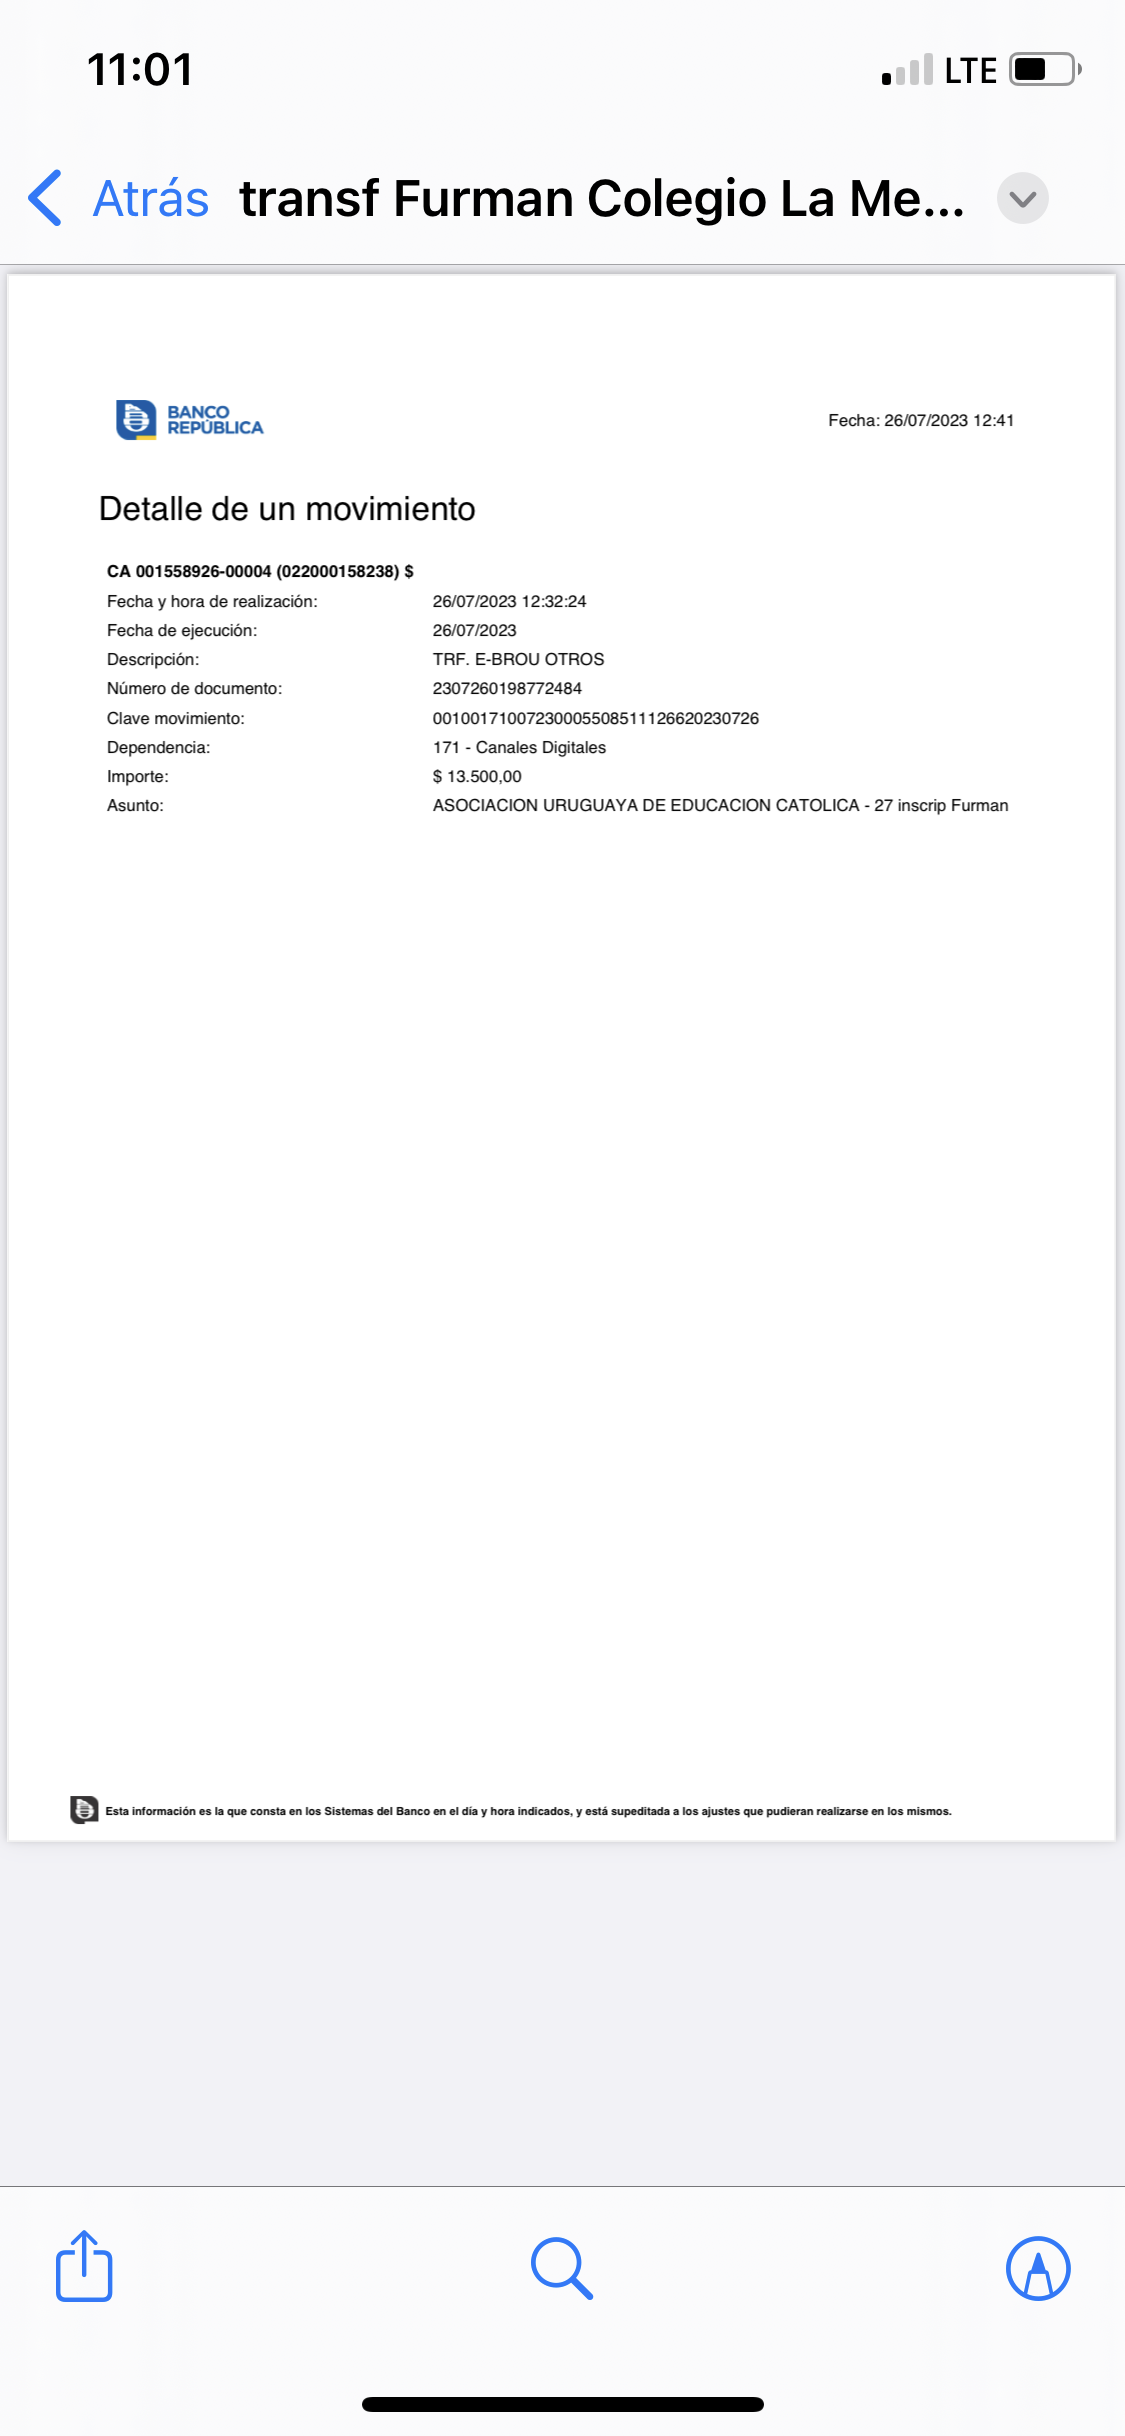 11:01
LTE
Atrás transf Furman Colegio La Me...
BANCO
REPÚBLICA
Fecha: 26/07/2023 12:41
Detalle de un movimiento
CA 001558926-00004 (022000158238) $
Fecha y hora de realización: 26/07/2023 12:32:24
Fecha de ejecución: 26/07/2023
Descripción: TRF. E-BROU OTROS
Número de documento: 2307260198772484
Clave movimiento: 00100171007230005508511126620230726
Dependencia: 171 - Canales Digitales
Importe: $ 13.500,00
Asunto: ASOCIACION URUGUAYA DE EDUCACION CATOLICA - 27 inscrip Furman
Esta información es la que consta en los Sistemas del Banco en el día y hora indicados, y está supeditada a los ajustes que pudieran realizarse en los mismos.